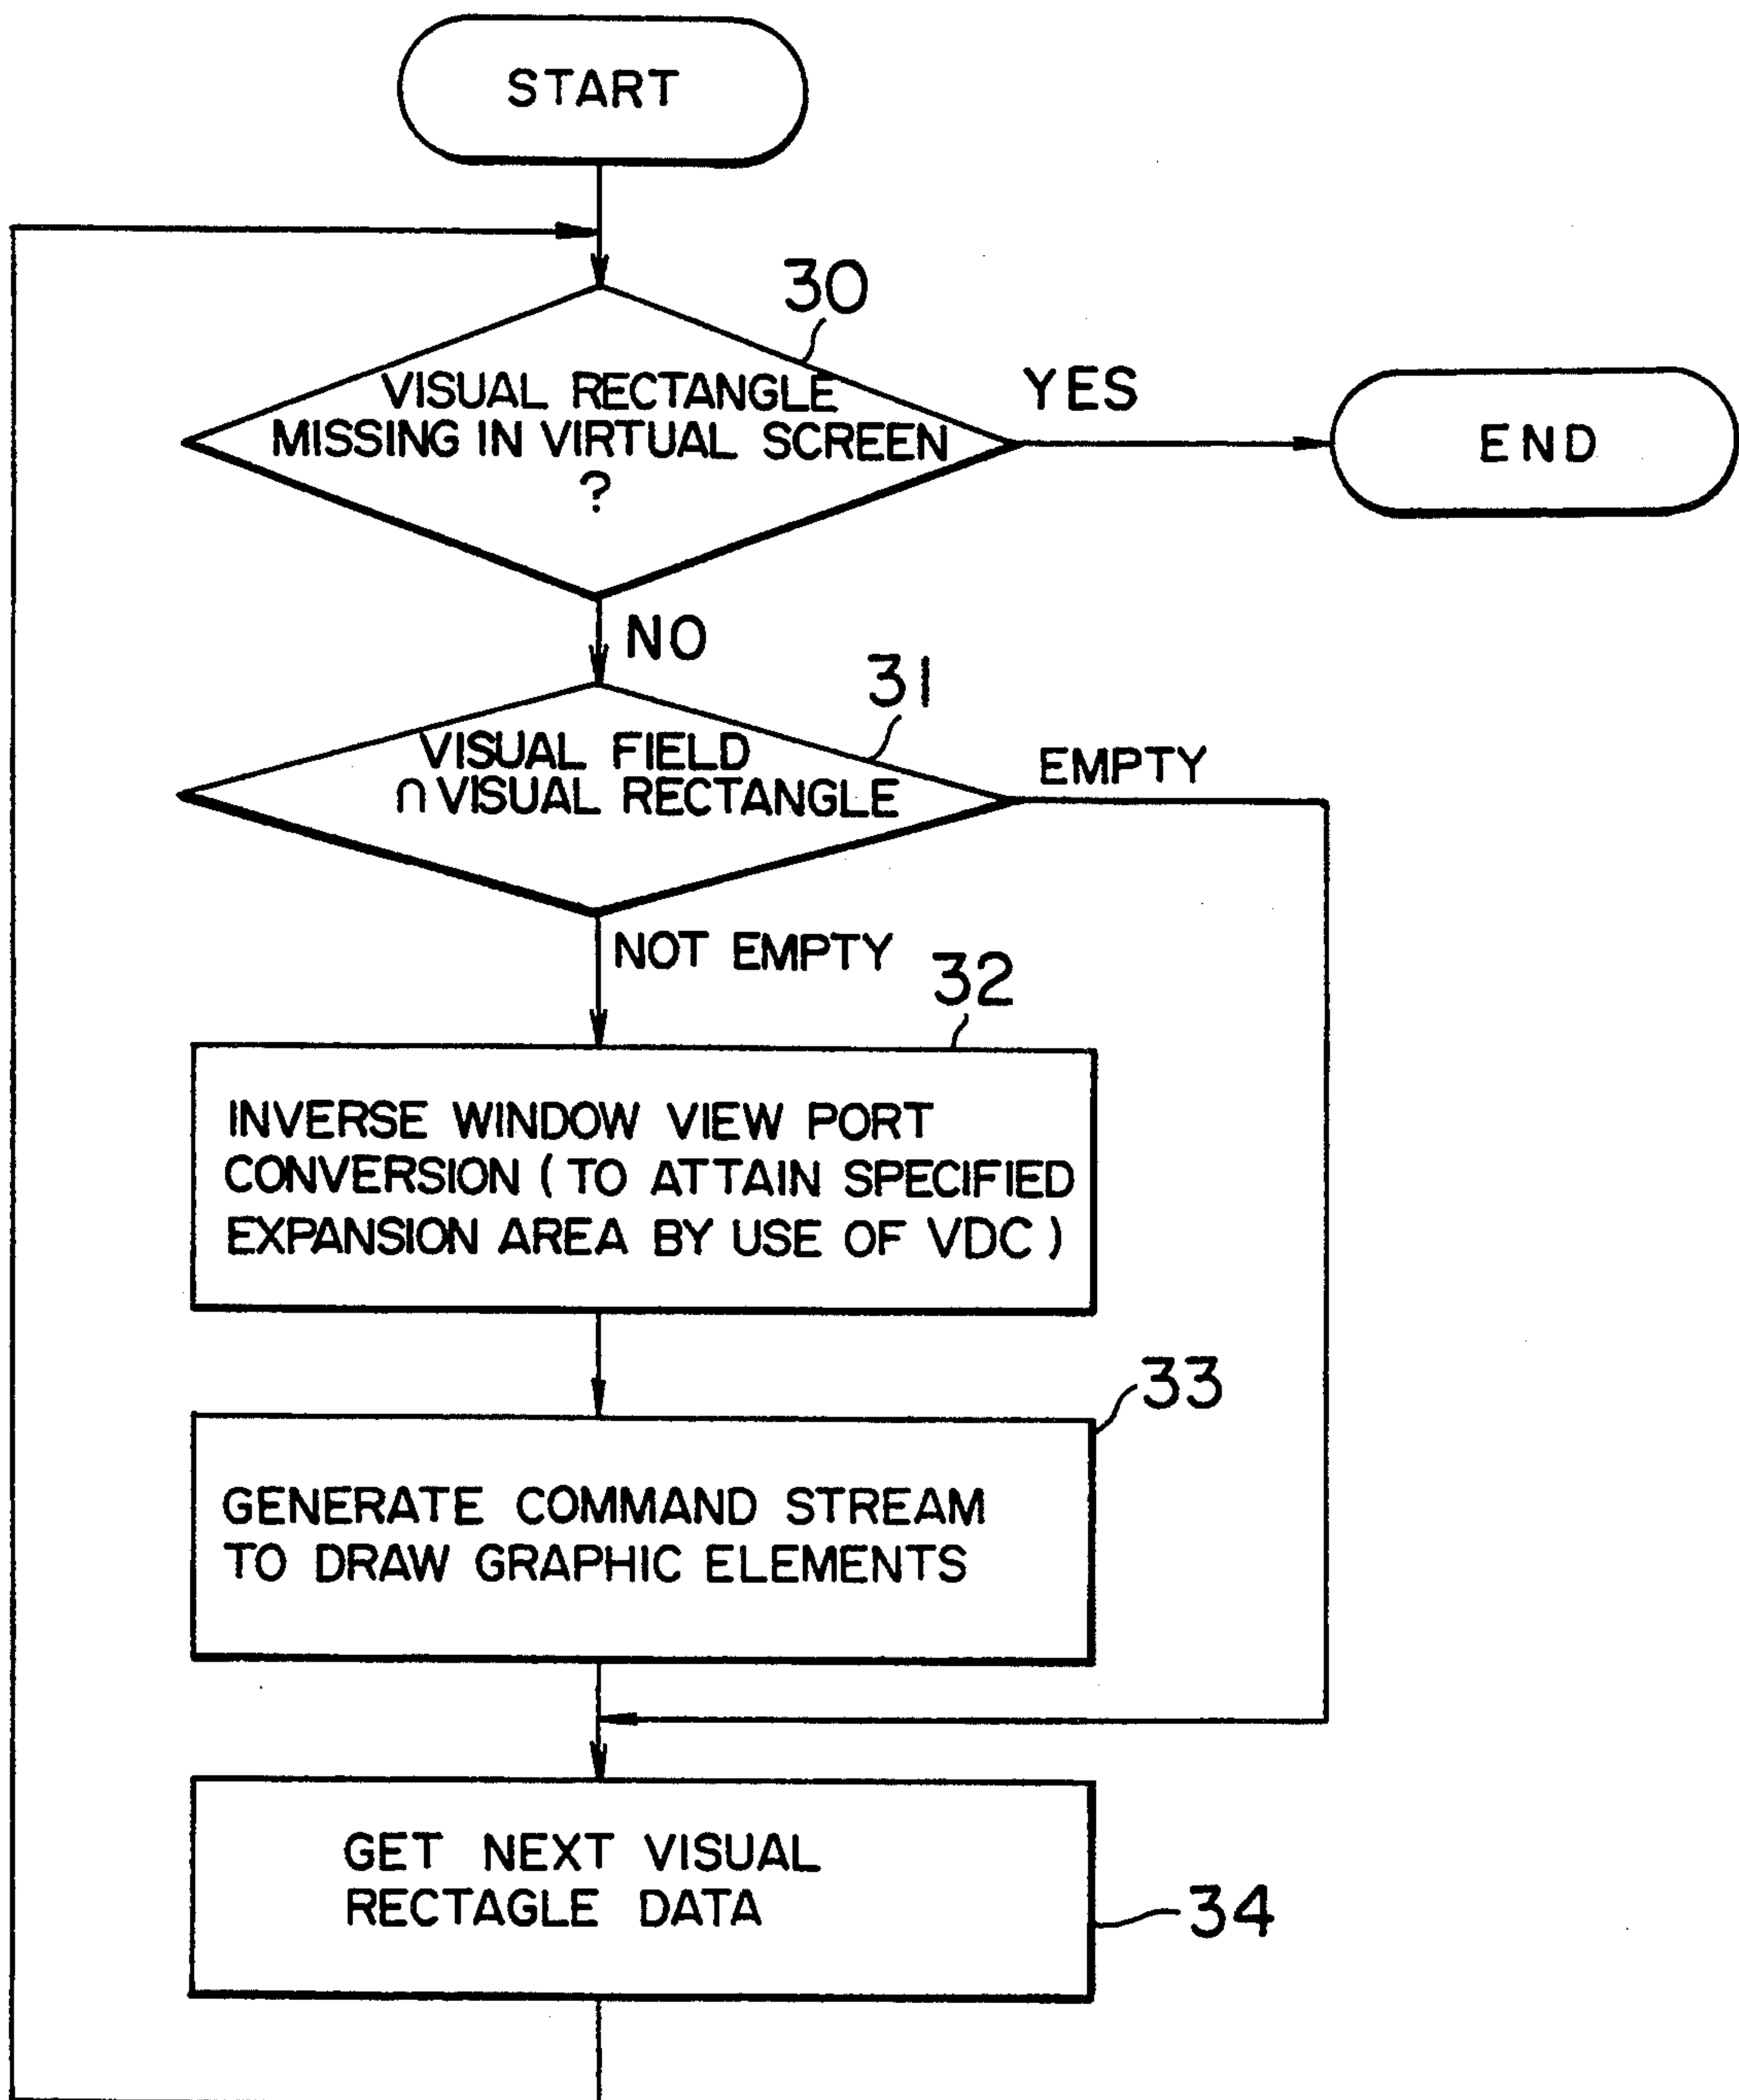 START
30
VISUAL RECTANGLE
MISSING IN VIRTUAL SCREEN
?
YES
END
NO
31
VISUAL FIELD
∩ VISUAL RECTANGLE
EMPTY
NOT EMPTY
32
INVERSE WINDOW VIEW PORT
CONVERSION ( TO ATTAIN SPECIFIED
EXPANSION AREA BY USE OF VDC )
33
GENERATE COMMAND STREAM
TO DRAW GRAPHIC ELEMENTS
GET NEXT VISUAL
RECTAGLE DATA
34